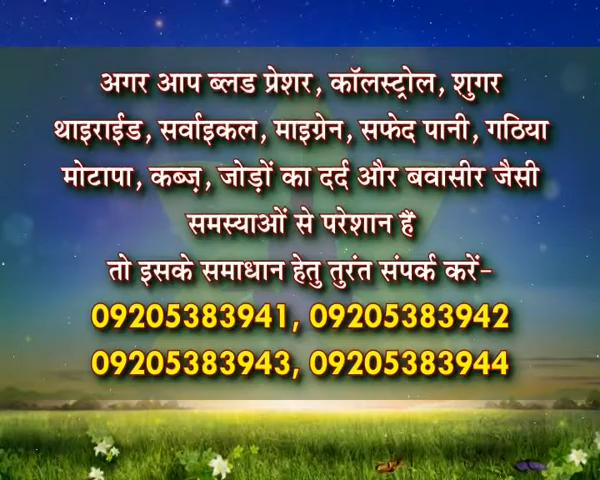 अगर आप ब्लड प्रेशर, कॉलस्ट्रोल, शुगर
थाइराईड, सर्वाइकल, माइग्रेन, सफेद पानी, गठिया
मोटापा, कब्ज़, जोड़ों का दर्द और बवासीर जैसी
समस्याओं से परेशान हैं
तो इसके समाधान हेतु तुरंत संपर्क करें-
09205383941, 09205383942
09205383943, 09205383944